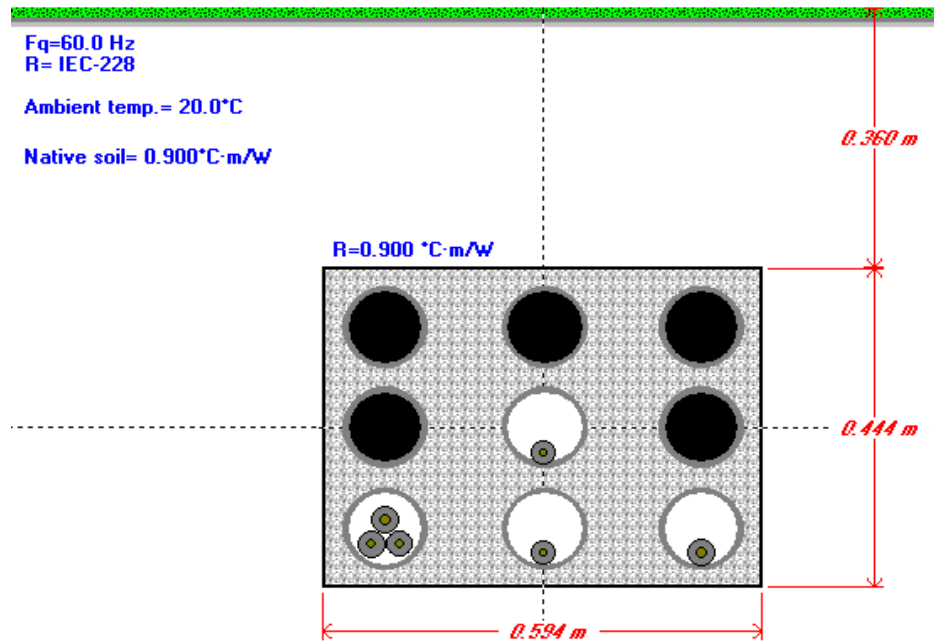 Fq=60.0 Hz
R= IEC-228
Ambient temp.= 20.0°C
Native soil= 0.900°C·m/W
0.360 m
R=0.900 °C·m/W
0.444 m
0.594 m